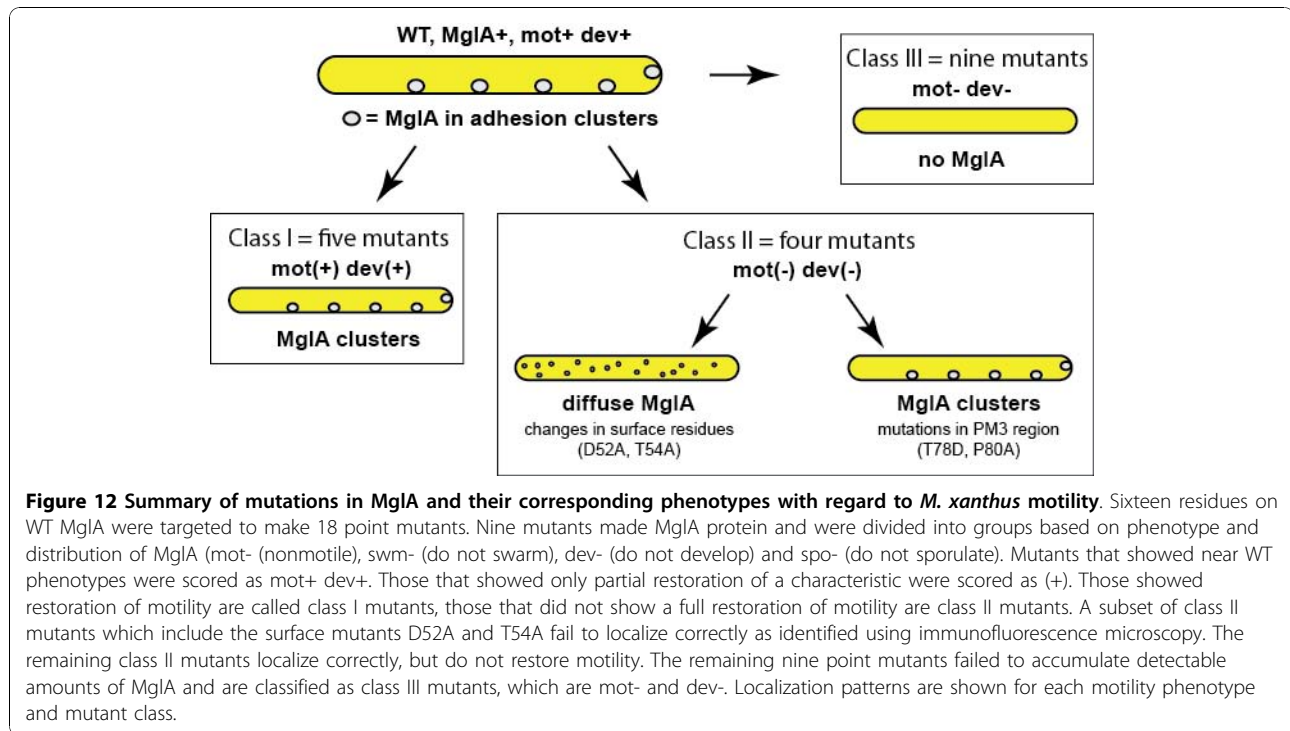 WT, MglA+, mot+ dev+
O = MglA in adhesion clusters
Class III = nine mutants
mot- dev-
no MglA
Class I = five mutants
mot(+) dev(+)
MglA clusters
Class II = four mutants
mot(-) dev(-)
diffuse MglA
changes in surface residues
(D52A, T54A)
MglA clusters
mutations in PM3 region
(T78D, P80A)
Figure 12 Summary of mutations in MglA and their corresponding phenotypes with regard to M. xanthus motility. Sixteen residues on
WT MglA were targeted to make 18 point mutants. Nine mutants made MglA protein and were divided into groups based on phenotype and
distribution of MglA (mot- (nonmotile), swm- (do not swarm), dev- (do not develop) and spo- (do not sporulate). Mutants that showed near WT
phenotypes were scored as mot+ dev+. Those that showed only partial restoration of a characteristic were scored as (+). Those showed
restoration of motility are called class I mutants, those that did not show a full restoration of motility are class II mutants. A subset of class II
mutants which include the surface mutants D52A and T54A fail to localize correctly as identified using immunofluorescence microscopy. The
remaining class II mutants localize correctly, but do not restore motility. The remaining nine point mutants failed to accumulate detectable
amounts of MglA and are classified as class III mutants, which are mot- and dev-. Localization patterns are shown for each motility phenotype
and mutant class.